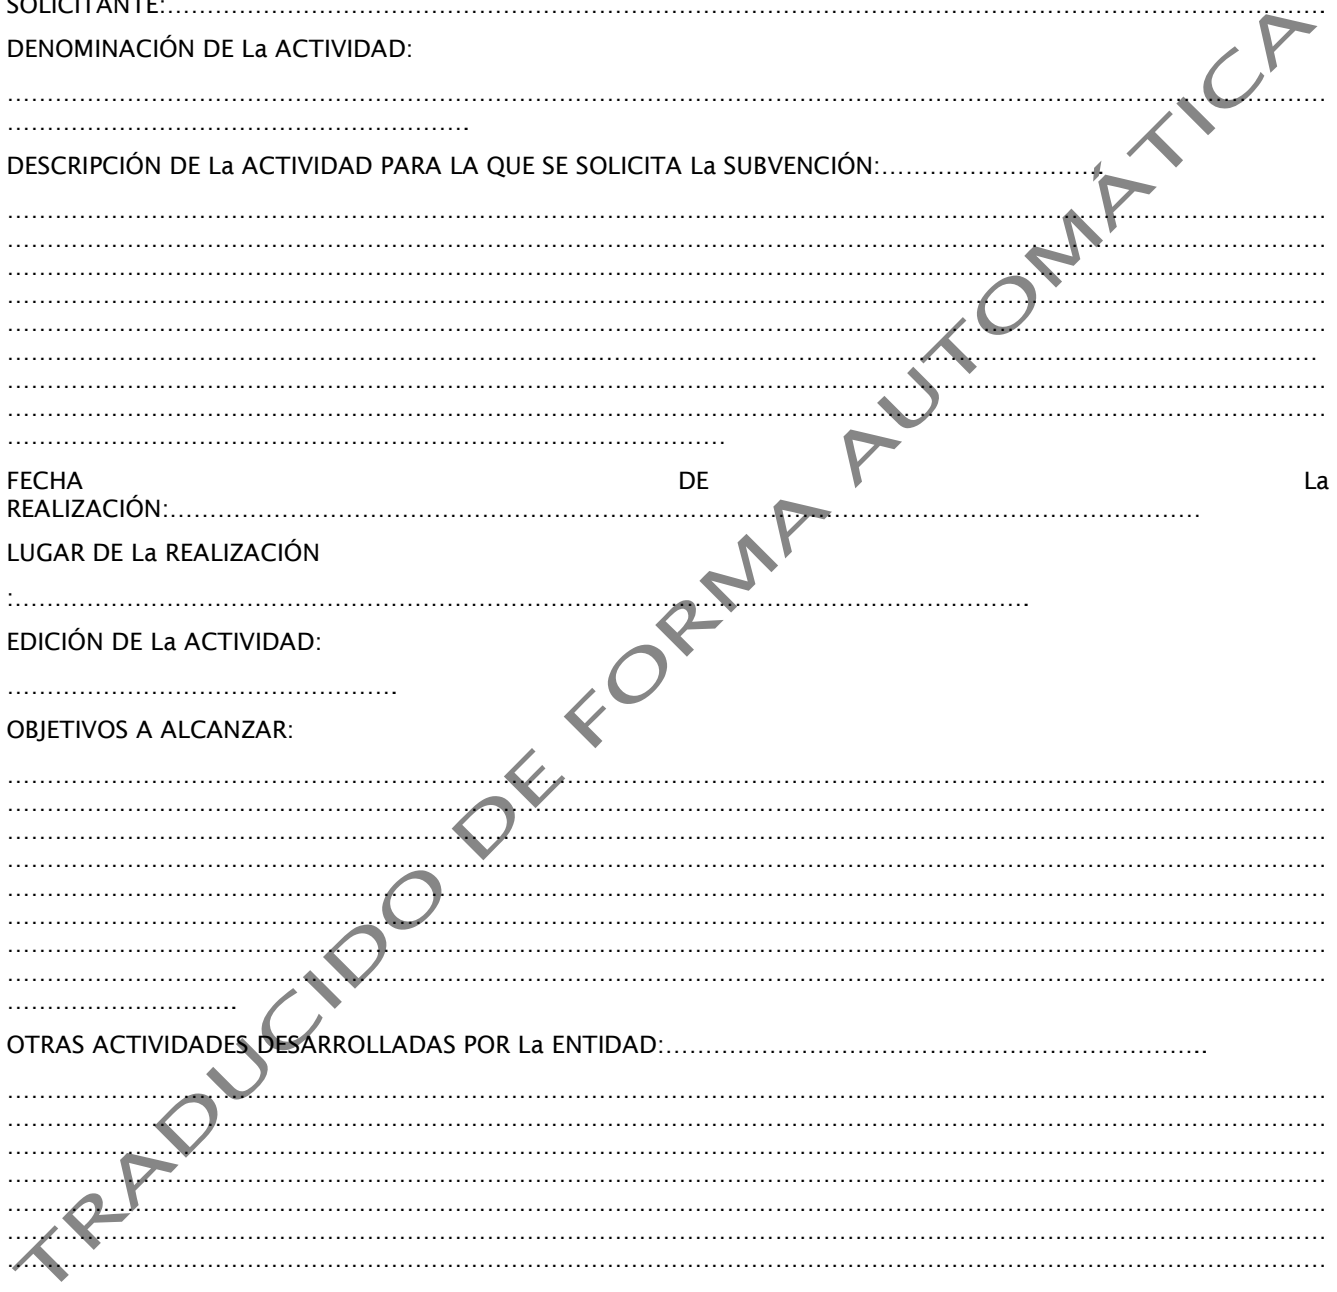 SOLICITANTE:……………………………………………………………………………………………………………………………….
DENOMINACIÓN DE La ACTIVIDAD:
…………………………………………………………………………………………………………………………………………………
………………………………………………….
DESCRIPCIÓN DE La ACTIVIDAD PARA LA QUE SE SOLICITA La SUBVENCIÓN:……………………….
…………………………………………………………………………………………………………………………………………………
…………………………………………………………………………………………………………………………………………………
…………………………………………………………………………………………………………………………………………………
…………………………………………………………………………………………………………………………………………………
…………………………………………………………………………………………………………………………………………………
………………………………………………………………..………………………………………………………………………………
…………………………………………………………………………………………………………………………………………………
…………………………………………………………………………………………………………………………………………………
………………………………………………………………………………
FECHA DE La
REALIZACIÓN:…………………………………………………………………………………………………………………
LUGAR DE La REALIZACIÓN
:……………………………………………………………………………………………………………….
EDICIÓN DE La ACTIVIDAD:
………………………………………….
OBJETIVOS A ALCANZAR:
…………………………………………………………………………………………………………………………………………………
…………………………………………………………………………………………………………………………………………………
…………………………………………………………………………………………………………………………………………………
…………………………………………………………………………………………………………………………………………………
…………………………………………………………………………………………………………………………………………………
…………………………………………………………………………………………………………………………………………………
…………………………………………………………………………………………………………………………………………………
…………………………………………………………………………………………………………………………………………………
………………………..
OTRAS ACTIVIDADES DESARROLLADAS POR La ENTIDAD:…………………………………………………………..
…………………………………………………………………………………………………………………………………………………
…………………………………………………………………………………………………………………………………………………
…………………………………………………………………………………………………………………………………………………
…………………………………………………………………………………………………………………………………………………
…………………………………………………………………………………………………………………………………………………
…………………………………………………………………………………………………………………………………………………
…………………………………………………………………………………………………………………………………………………
TRADUCIDO DE FORMA AUTOMÁTICA